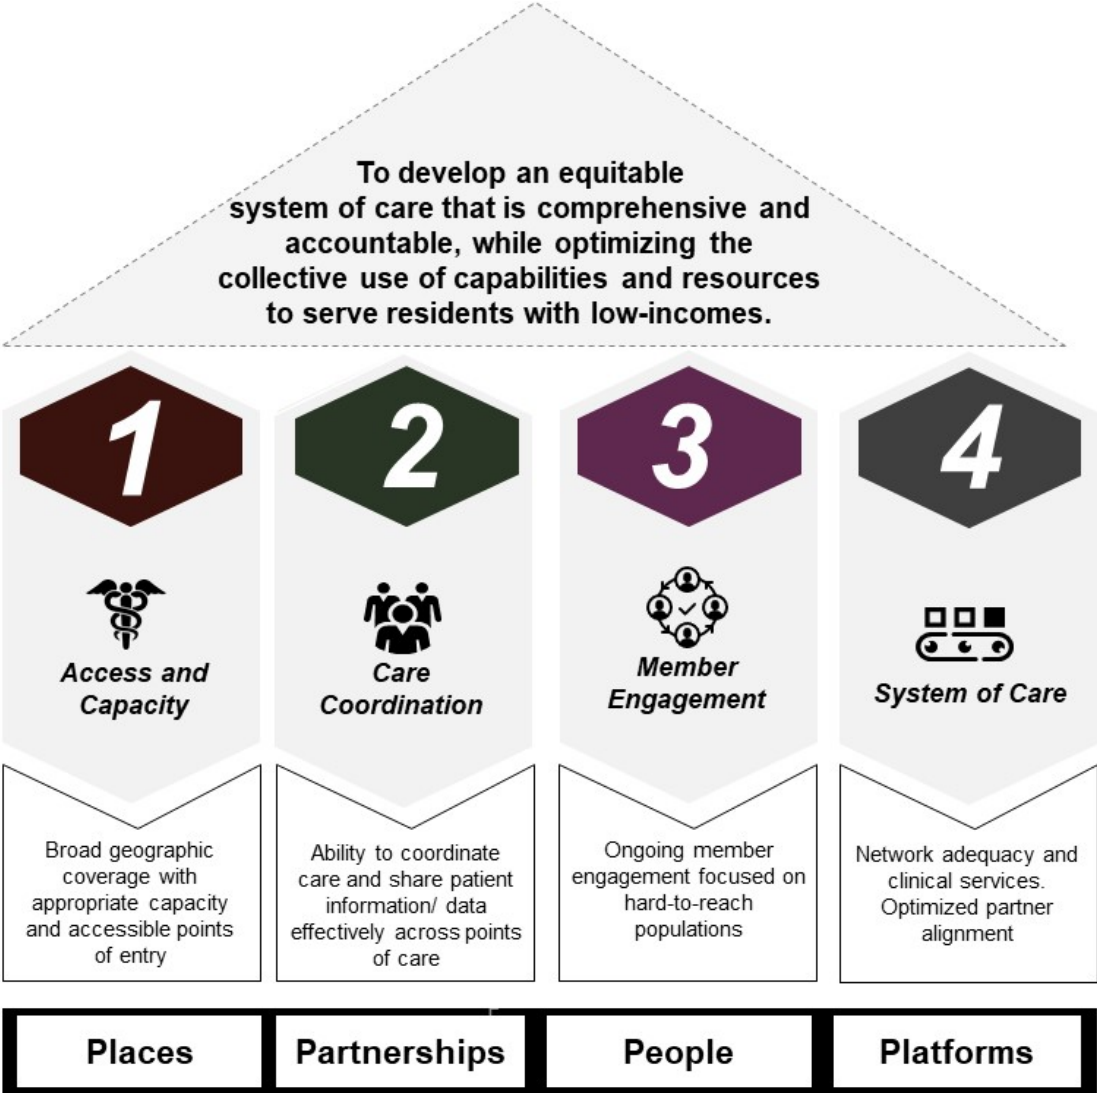 To develop an equitable
system of care that is comprehensive and
accountable, while optimizing the
collective use of capabilities and resources
to serve residents with low-incomes.
1
Access and
Capacity
Broad geographic
coverage with
appropriate capacity
and accessible points
of entry
Places
2
Care
Coordination
Ability to coordinate
care and share patient
information/ data
effectively across points
of care
Partnerships
3
Member
Engagement
Ongoing member
engagement focused on
hard-to-reach
populations
People
4
System of Care
Network adequacy and
clinical services.
Optimized partner
alignment
Platforms